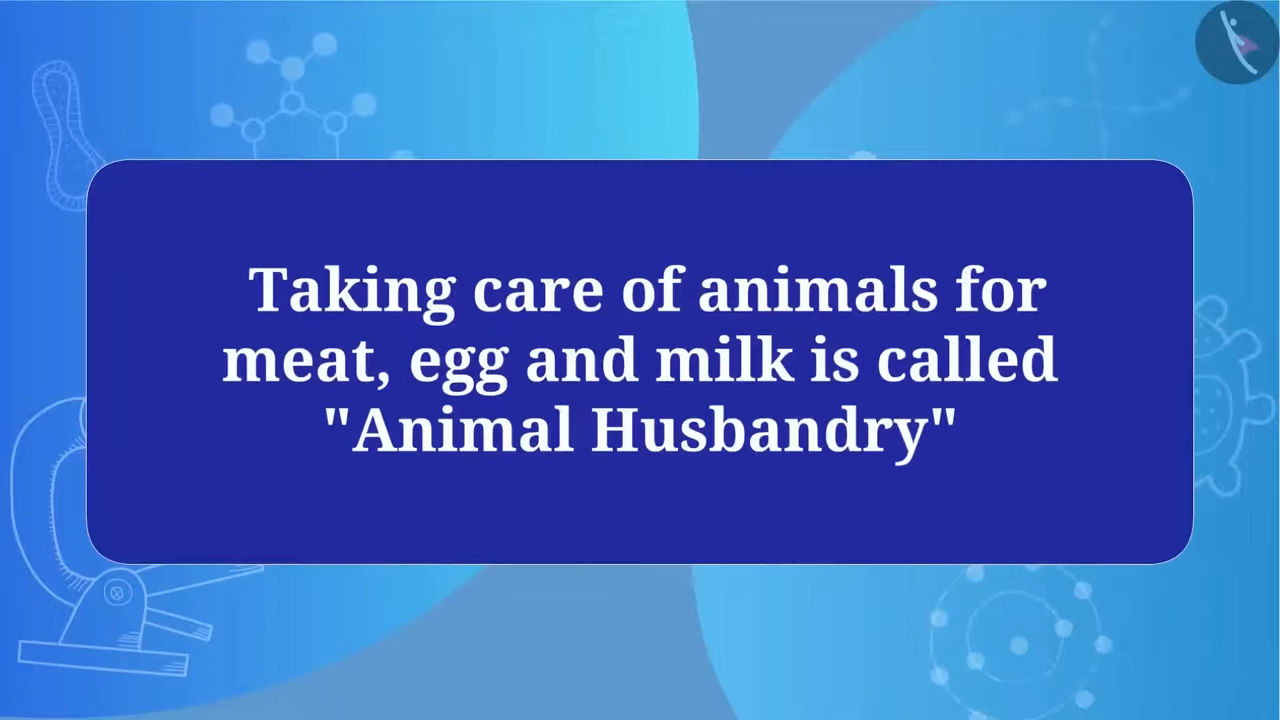 Taking care of animals for
meat, egg and milk is called
"Animal Husbandry"